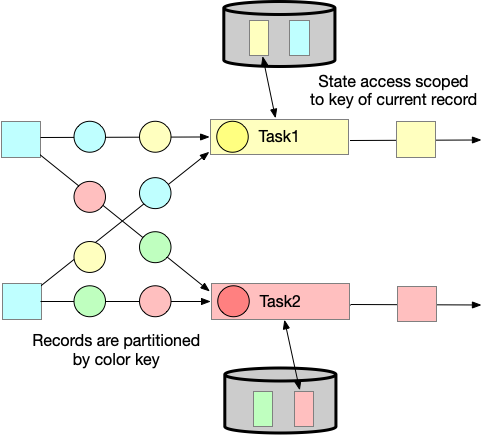 State access scoped
to key of current record
Task1
Task2
Records are partitioned
by color key